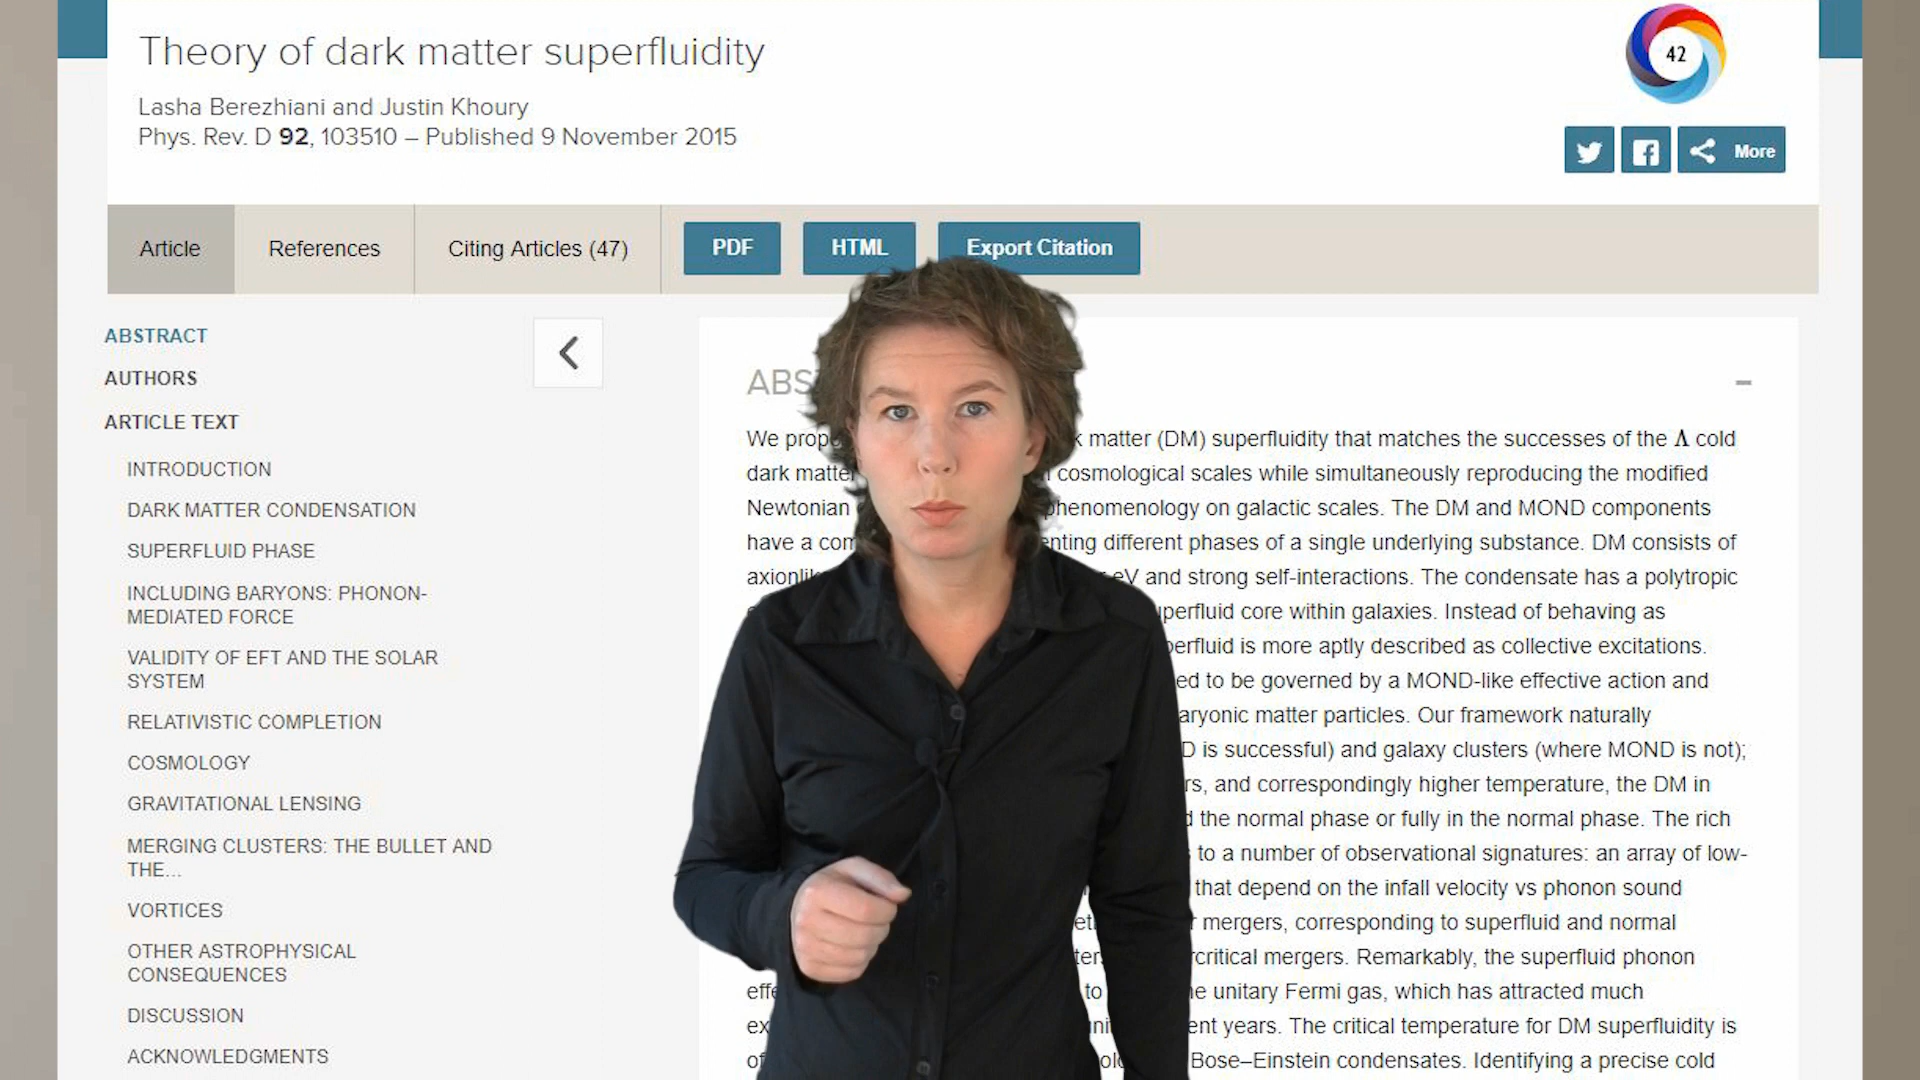 Theory of dark matter superfluidity
42
Lasha Berezhiani and Justin Khoury
Phys. Rev. D 92, 103510 – Published 9 November 2015
More
Article
References
Citing Articles (47)
PDF
HTML
Export Citation
ABSTRACT
AUTHORS
ARTICLE TEXT
INTRODUCTION
DARK MATTER CONDENSATION
SUPERFLUID PHASE
INCLUDING BARYONS: PHONON-
MEDIATED FORCE
VALIDITY OF EFT AND THE SOLAR
SYSTEM
RELATIVISTIC COMPLETION
COSMOLOGY
GRAVITATIONAL LENSING
MERGING CLUSTERS: THE BULLET AND
THE...
VORTICES
OTHER ASTROPHYSICAL
CONSEQUENCES
DISCUSSION
ACKNOWLEDGMENTS
We matter (DM) superfluidity that matches the successes of the Λ cold
dark cosmological scales while simultaneously reproducing the modified
Newtonian phenomenology on galactic scales. The DM and MOND components
have a different phases of a single underlying substance. DM consists of
eV and strong self-interactions. The condensate has a polytropic
core within galaxies. Instead of behaving as
is more aptly described as collective excitations.
to be governed by a MOND-like effective action and
matter particles. Our framework naturally
is successful) and galaxy clusters (where MOND is not);
and correspondingly higher temperature, the DM in
the normal phase or fully in the normal phase. The rich
to a number of observational signatures: an array of low-
that depend on the infall velocity vs phonon sound
mergers, corresponding to superfluid and normal
mergers. Remarkably, the superfluid phonon
to unitary Fermi gas, which has attracted much
years. The critical temperature for DM superfluidity is
Bose–Einstein condensates. Identifying a precise cold